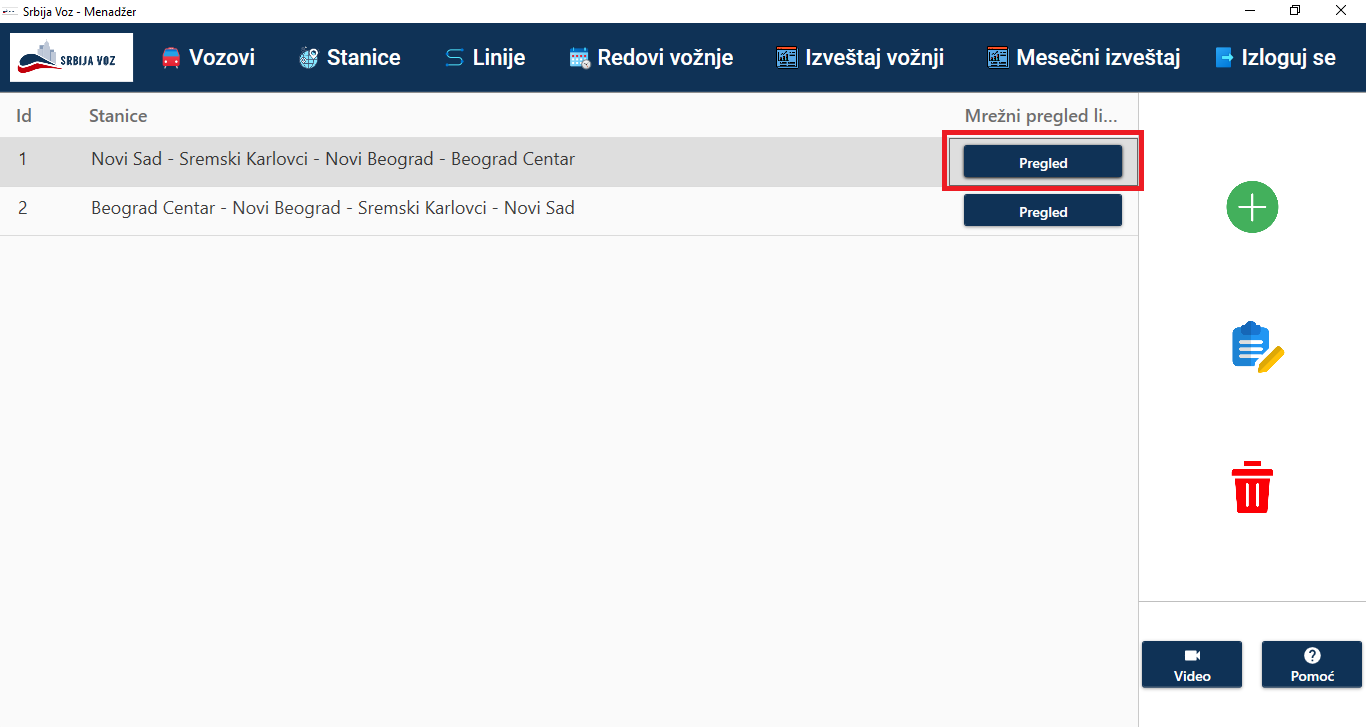 Srbija Voz - Menadžer
SRBIJA VOZ Vozovi Stanice Linije Redovi vožnje Izveštaj vožnji Mesečni izveštaj Izloguj se
Id Stanice Mrežni pregled li...
1 Novi Sad - Sremski Karlovci - Novi Beograd - Beograd Centar Pregled
2 Beograd Centar - Novi Beograd - Sremski Karlovci - Novi Sad Pregled
Video Pomoć